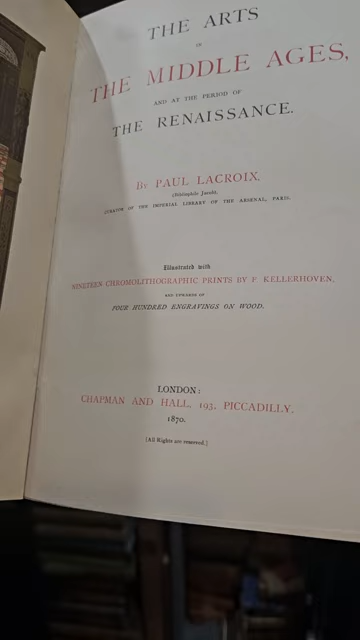 THE ARTS
IN
THE MIDDLE AGES,
AND AT THE PERIOD OF
THE RENAISSANCE.
BY PAUL LACROIX,
(Bibliophile Jacob),
CURATOR OF THE IMPERIAL LIBRARY OF THE ARSENAL, PARIS.
Illustrated with
NINETEEN CHROMOLITHOGRAPHIC PRINTS BY F. KELLERHOVEN,
AND UPWARDS OF
FOUR HUNDRED ENGRAVINGS ON WOOD.
LONDON:
CHAPMAN AND HALL, 193, PICCADILLY.
1870.
[All Rights are reserved.]